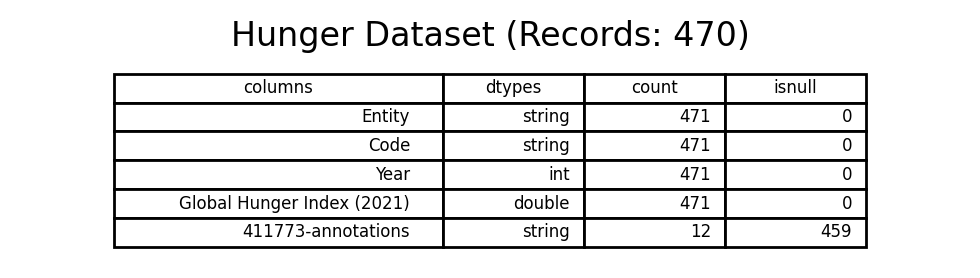 Hunger Dataset (Records: 470)
columns dtypes count isnull
Entity string 471 0
Code string 471 0
Year int 471 0
Global Hunger Index (2021) double 471 0
411773-annotations string 12 459